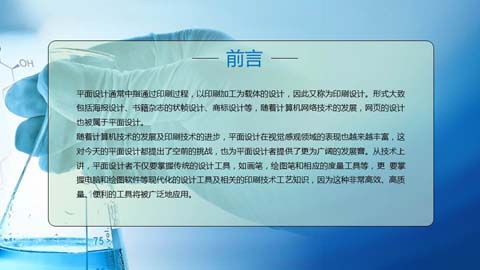 前言
平面设计通常中指通过印刷过程，以印刷加工为载体的设计，因此又称为印刷设计。形式大致
包括海报设计、书籍杂志的状帧设计、商标设计等，随着计算机网络技术的发展，网页的设计
也被属于平面设计。
随着计算机技术的发展及印刷技术的进步，平面设计在视觉感观领域的表现也越来越丰富，这
对今天的平面设计都提出了空前的挑战，也为平面设计者提供了更为广阔的发展窨。从技术上
讲，平面设计者不仅要掌握传统的设计工具，如画笔，绘图笔和相应的度量工具等，更 要掌
握电脑和绘图软件等现代化的设计工具及相关的印刷技术工艺知识，因为这种非常高效、高质
量、便利的工具将被广泛地应用。
OH
75